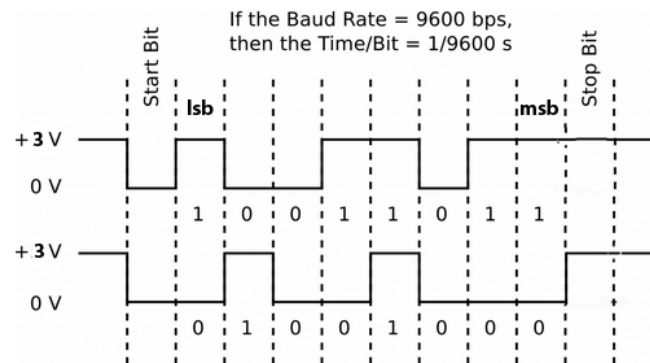 If the Baud Rate = 9600 bps,
then the Time/Bit = 1/9600 s
Start Bit
Stop Bit
lsb
msb
+3 V
0 V
1 0 0 1 1 0 1 1
+3 V
0 V
0 1 0 0 1 0 0 0